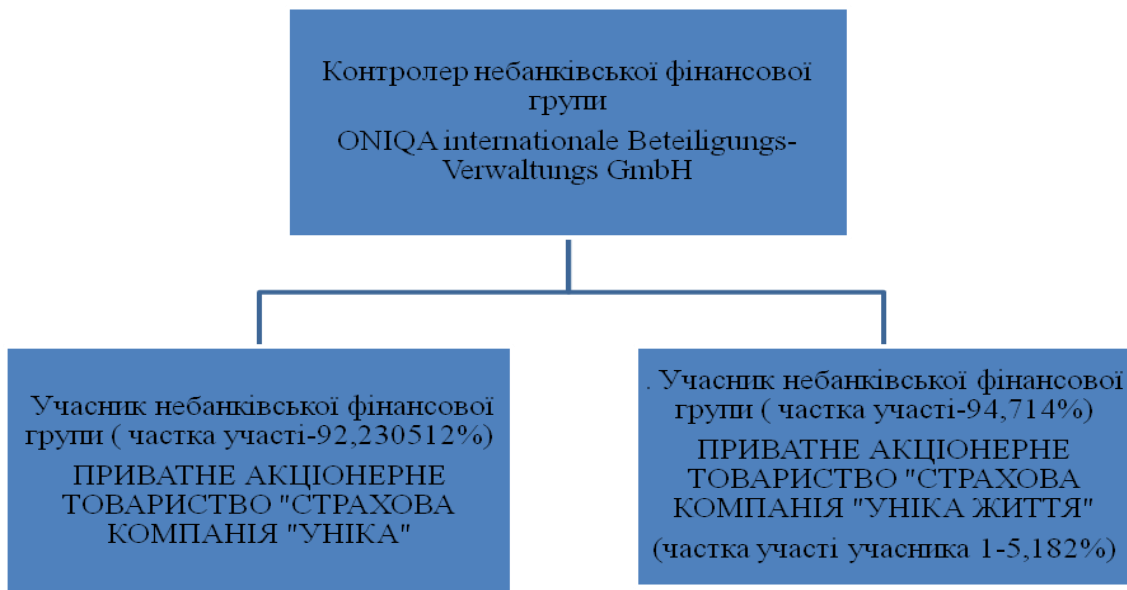 Контролер небанківської фінансової
групи
ONIQA internationale Beteiligungs-
Verwaltungs GmbH
Учасник небанківської фінансової
групи ( частка участі-92,230512%)
ПРИВАТНЕ АКЦІОНЕРНЕ
ТОВАРИСТВО "СТРАХОВА
КОМПАНІЯ "УНІКА"
. Учасник небанківської фінансової
групи ( частка участі-94,714%)
ПРИВАТНЕ АКЦІОНЕРНЕ
ТОВАРИСТВО "СТРАХОВА
КОМПАНІЯ "УНІКА ЖИТТЯ"
(частка участі учасника 1-5,182%)